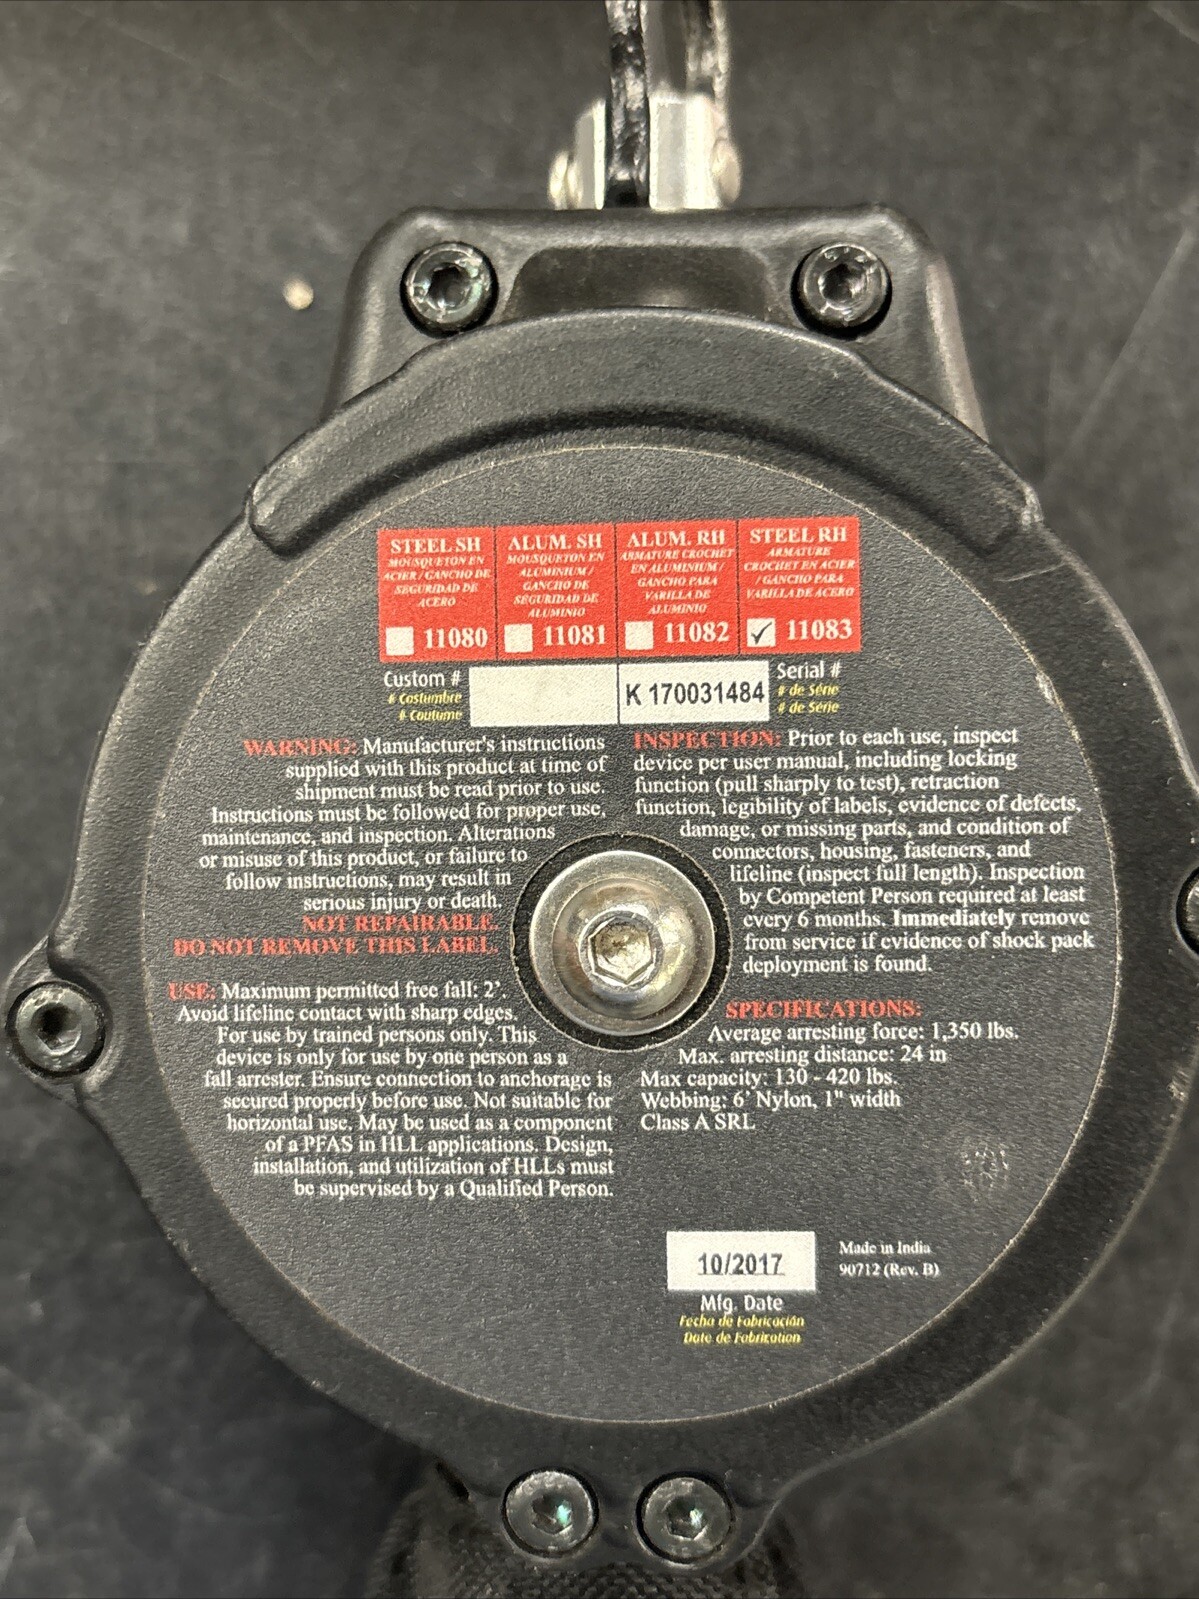 STEEL SH
MOUSQUETON EN
ACIER / GANCHO DE
SEGURIDAD DE
ACERO
11080
ALUM. SH
MOUSQUETON EN
ALUMINIUM /
GANCHO DE
SEGURIDAD DE
ALUMINIO
11081
ALUM. RH
ARMATURE CROCHET
EN ALUMINIUM /
GANCHO PARA
VARILLA DE
ALUMINIO
11082
STEEL RH
ARMATURE
CROCHET EN ACIER
/ GANCHO PARA
VARILLA DE ACERO
✓ 11083
Custom #
# Costumbre
# Coutume
K 170031484
Serial #
# de Série
# de Série
WARNING: Manufacturer's instructions
supplied with this product at time of
shipment must be read prior to use.
Instructions must be followed for proper use,
maintenance, and inspection. Alterations
or misuse of this product, or failure to
follow instructions, may result in
serious injury or death.
NOT REPAIRABLE.
DO NOT REMOVE THIS LABEL.
USE: Maximum permitted free fall: 2'.
Avoid lifeline contact with sharp edges.
For use by trained persons only. This
device is only for use by one person as a
fall arrester. Ensure connection to anchorage is
secured properly before use. Not suitable for
horizontal use. May be used as a component
of a PFAS in HLL applications. Design,
installation, and utilization of HLLs must
be supervised by a Qualified Person.
INSPECTION: Prior to each use, inspect
device per user manual, including locking
function (pull sharply to test), retraction
function, legibility of labels, evidence of defects,
damage, or missing parts, and condition of
connectors, housing, fasteners, and
lifeline (inspect full length). Inspection
by Competent Person required at least
every 6 months. Immediately remove
from service if evidence of shock pack
deployment is found.
SPECIFICATIONS:
Average arresting force: 1,350 lbs.
Max. arresting distance: 24 in
Max capacity: 130 - 420 lbs.
Webbing: 6' Nylon, 1" width
Class A SRL
10/2017
Mfg. Date
Fecha de Fabricación
Date de Fabrication
Made in India
90712 (Rev. B)